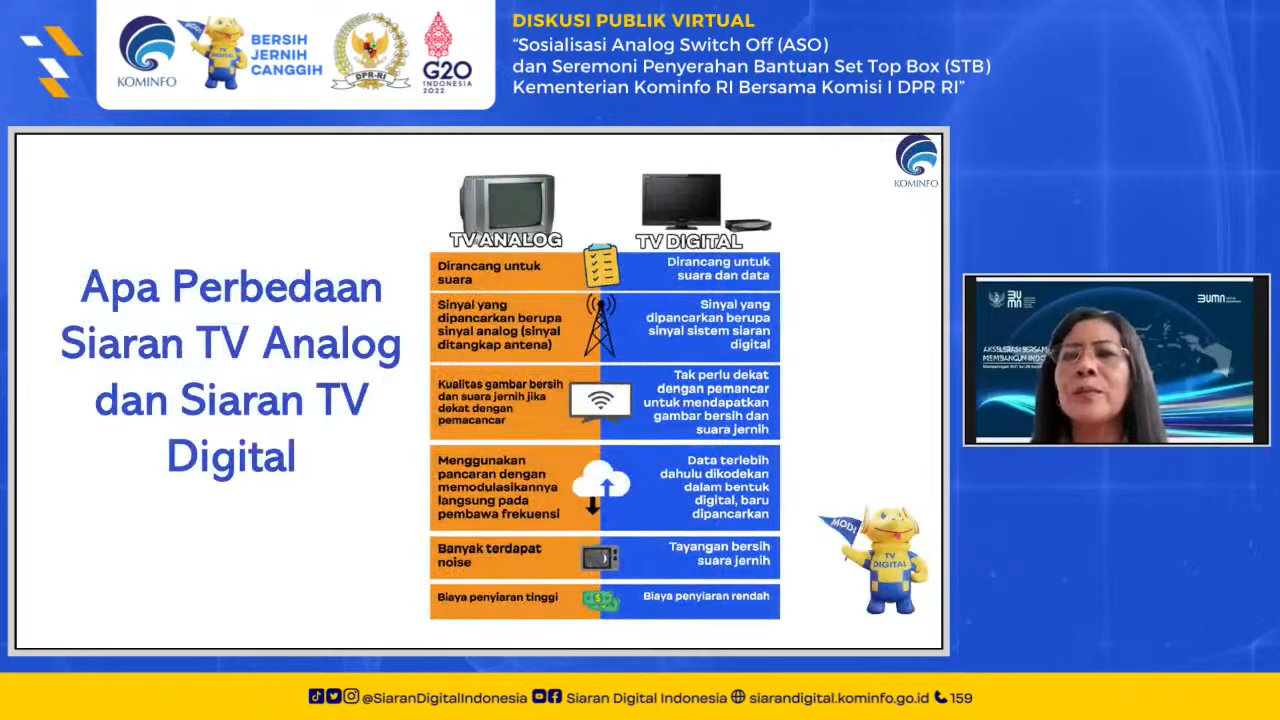 KOMINFO
TV DIGITAL
BERSIH
JERNIH
CANGGIH
DPR-RI
G20
INDONESIA
2022
DISKUSI PUBLIK VIRTUAL
“Sosialisasi Analog Switch Off (ASO)
dan Seremoni Penyerahan Bantuan Set Top Box (STB)
Kementerian Kominfo RI Bersama Komisi I DPR RI”
KOMINFO
Apa Perbedaan
Siaran TV Analog
dan Siaran TV
Digital
TV ANALOG
TV DIGITAL
Dirancang untuk
suara
Dirancang untuk
suara dan data
Sinyal yang
dipancarkan berupa
sinyal analog (sinyal
ditangkap antena)
Sinyal yang
dipancarkan berupa
sinyal sistem siaran
digital
Kualitas gambar bersih
dan suara jernih jika
dekat dengan
pemacancar
Tak perlu dekat
dengan pemancar
untuk mendapatkan
gambar bersih dan
suara jernih
Menggunakan
pancaran dengan
memodulasikannya
langsung pada
pembawa frekuensi
Data terlebih
dahulu dikodekan
dalam bentuk
digital, baru
dipancarkan
Banyak terdapat
noise
Tayangan bersih
suara jernih
Biaya penyiaran tinggi
Biaya penyiaran rendah
MODI
TV
DIGITAL
BUMN
BUMN
AKSELERASI BERSAM
MEMBANGUN INDO
@SiaranDigitalIndonesia Siaran Digital Indonesia siarandigital.kominfo.go.id 159